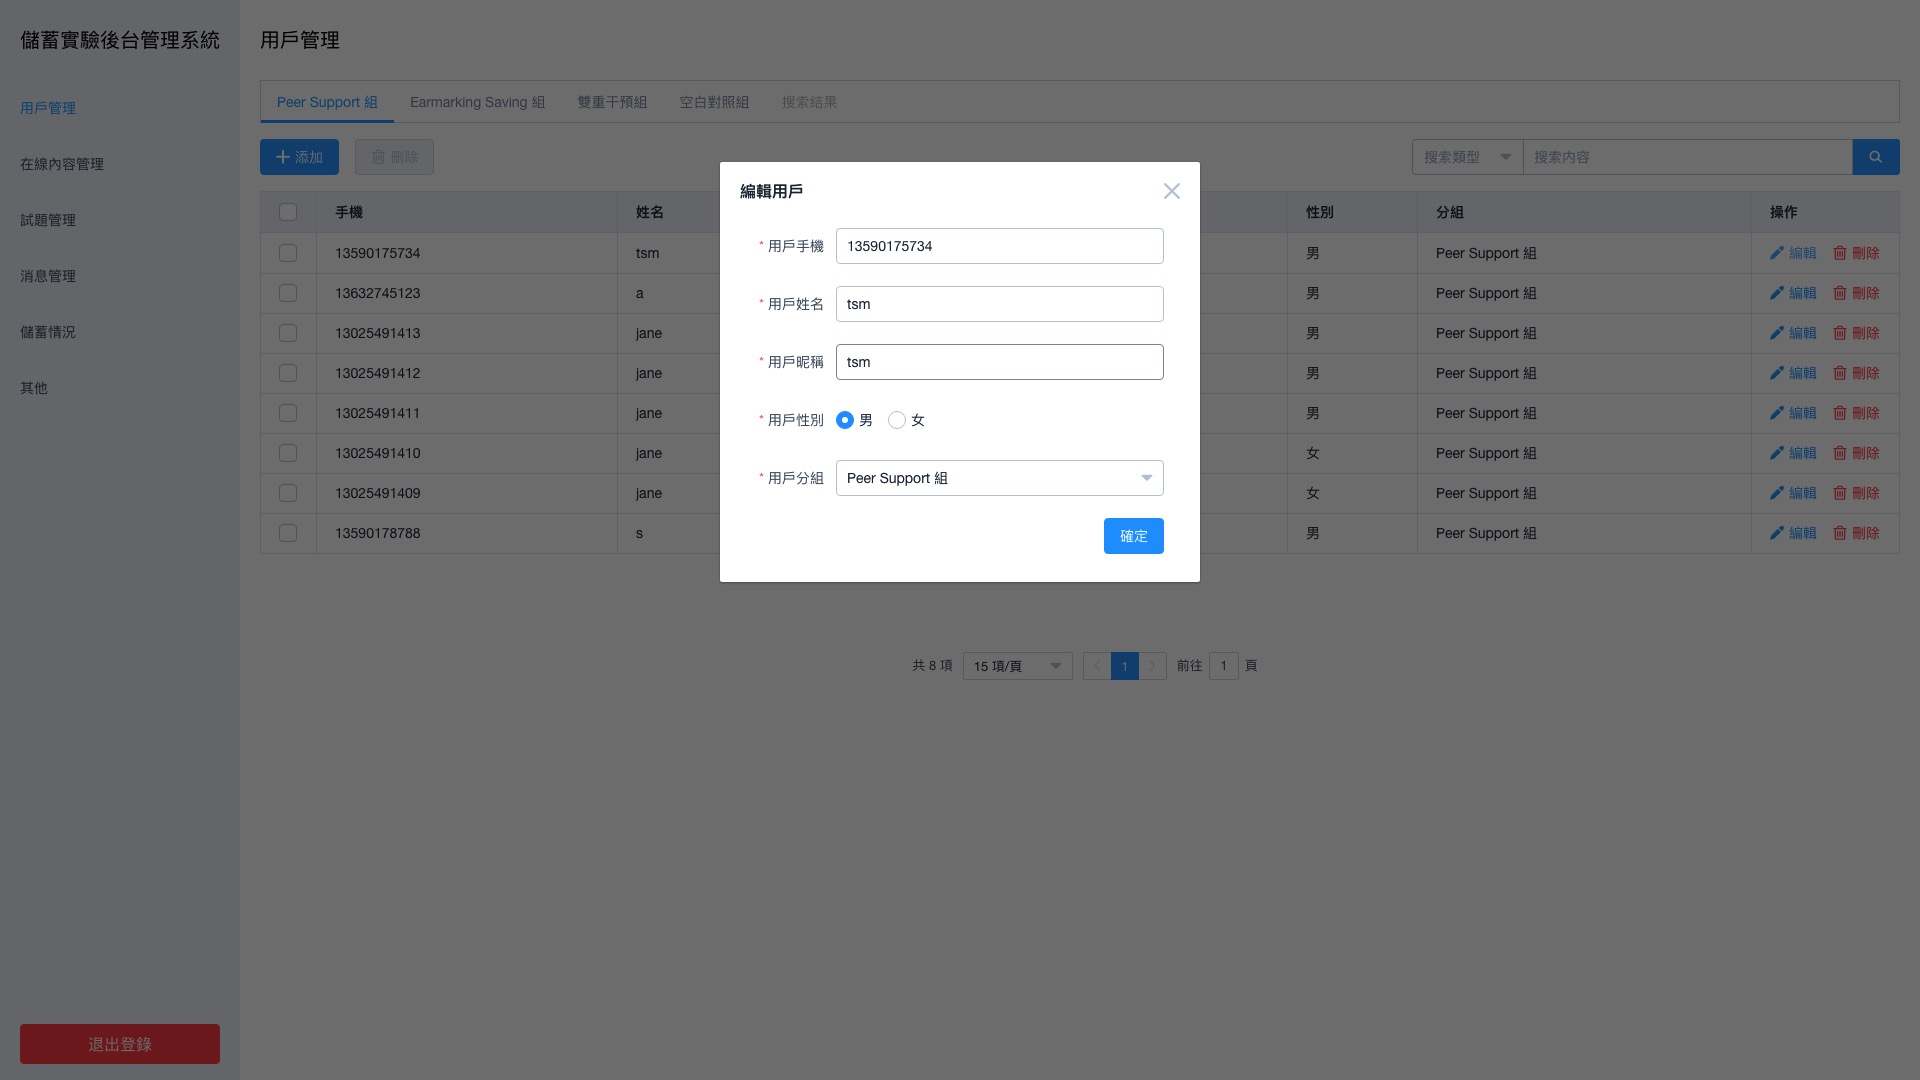 儲蓄實驗後台管理系統
用戶管理
在線內容管理
試題管理
消息管理
儲蓄情況
其他
退出登錄
用戶管理
Peer Support 組 Earmarking Saving 組 雙重干預組 空白對照組 搜索結果
添加 刪除 搜索類型 搜索內容
手機 姓名 性別 分組 操作
13590175734 tsm 男 Peer Support 組 編輯 刪除
13632745123 a 男 Peer Support 組 編輯 刪除
13025491413 jane 男 Peer Support 組 編輯 刪除
13025491412 jane 男 Peer Support 組 編輯 刪除
13025491411 jane 男 Peer Support 組 編輯 刪除
13025491410 jane 女 Peer Support 組 編輯 刪除
13025491409 jane 女 Peer Support 組 編輯 刪除
13590178788 s 男 Peer Support 組 編輯 刪除
共 8 項 15 項/頁 1 前往 1 頁
編輯用戶
* 用戶手機 13590175734
* 用戶姓名 tsm
* 用戶昵稱 tsm
* 用戶性別 男 女
* 用戶分組 Peer Support 組
確定